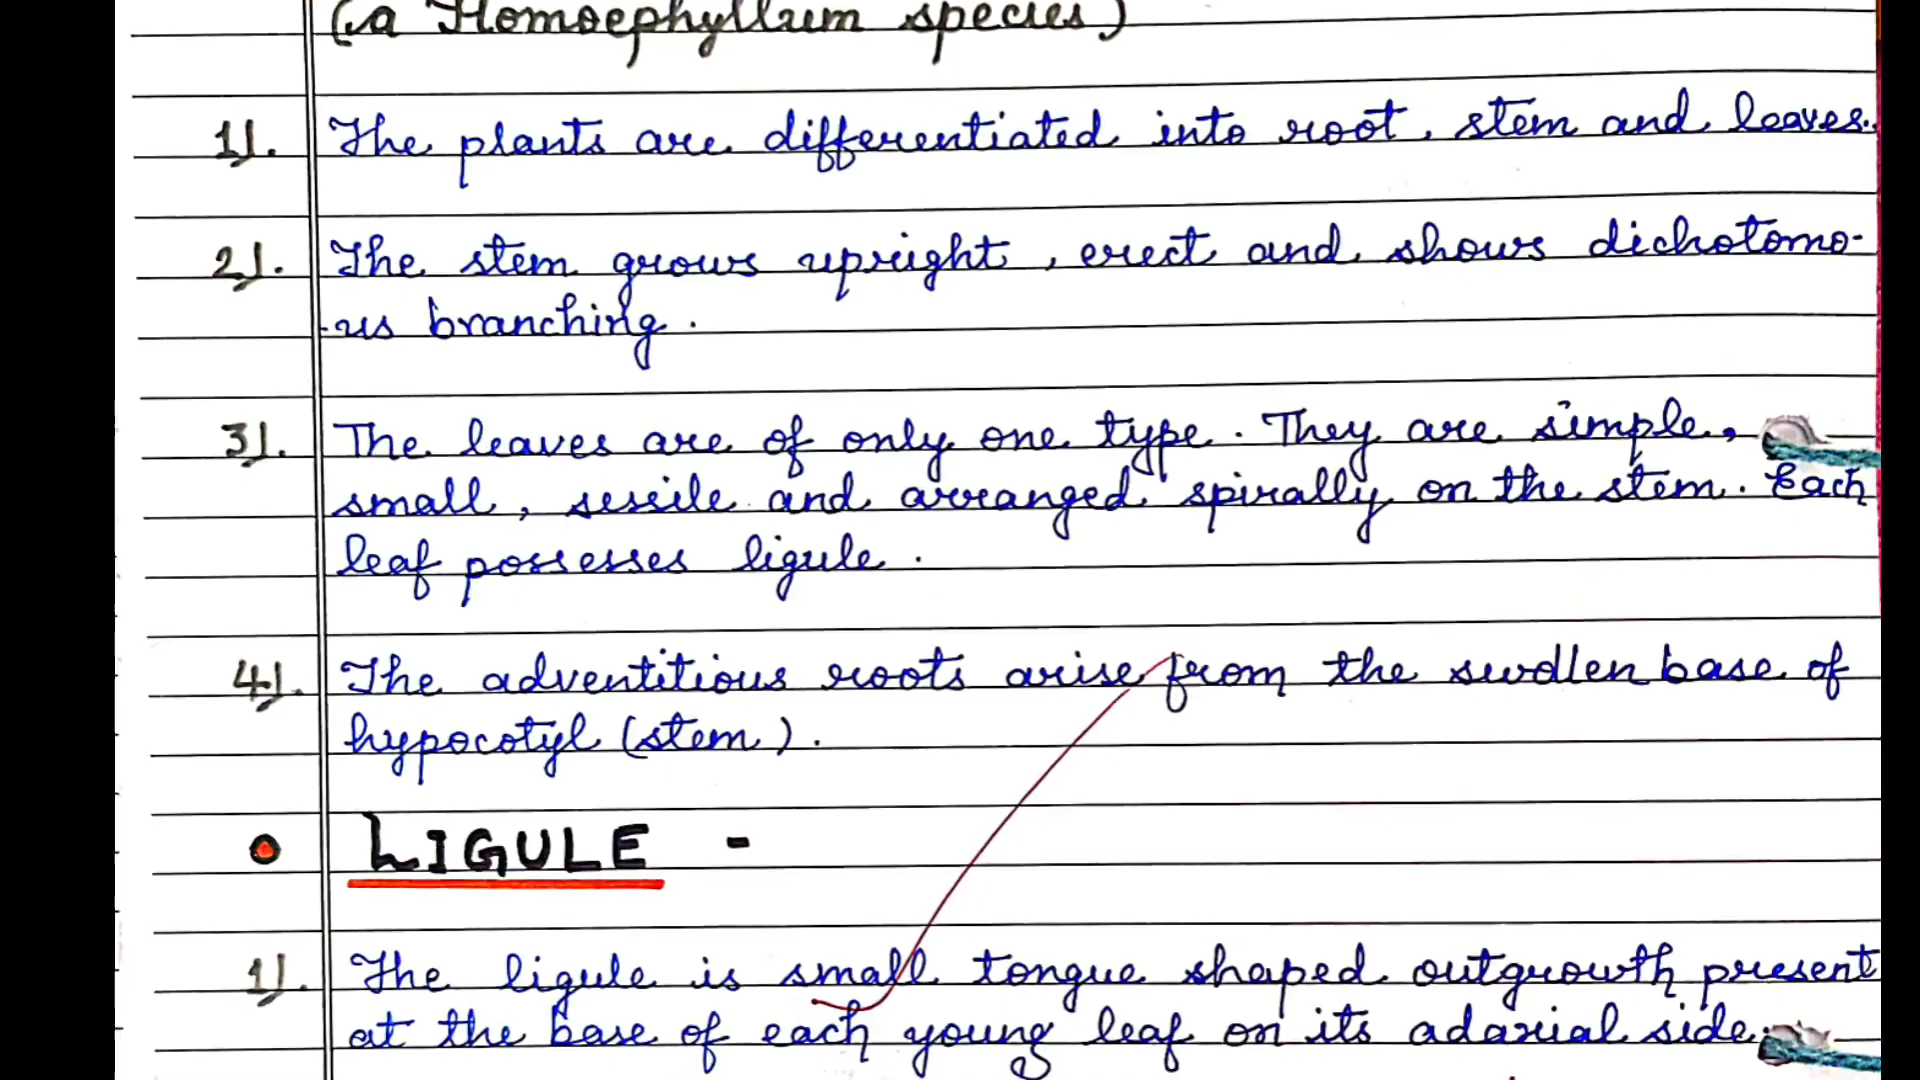 (a Homoephyllum species)
1). The plants are differentiated into root, stem and leaves.
2). The stem grows upright, erect and shows dichotomo-
-us branching.
3). The leaves are of only one type. They are simple,
small, sessile and arranged spirally on the stem. Each
leaf possesses ligule.
4). The adventitious roots arise from the swollen base of
hypocotyl (stem).
LIGULE -
1). The ligule is small tongue shaped outgrowth present
at the base of each young leaf on its adaxial side.